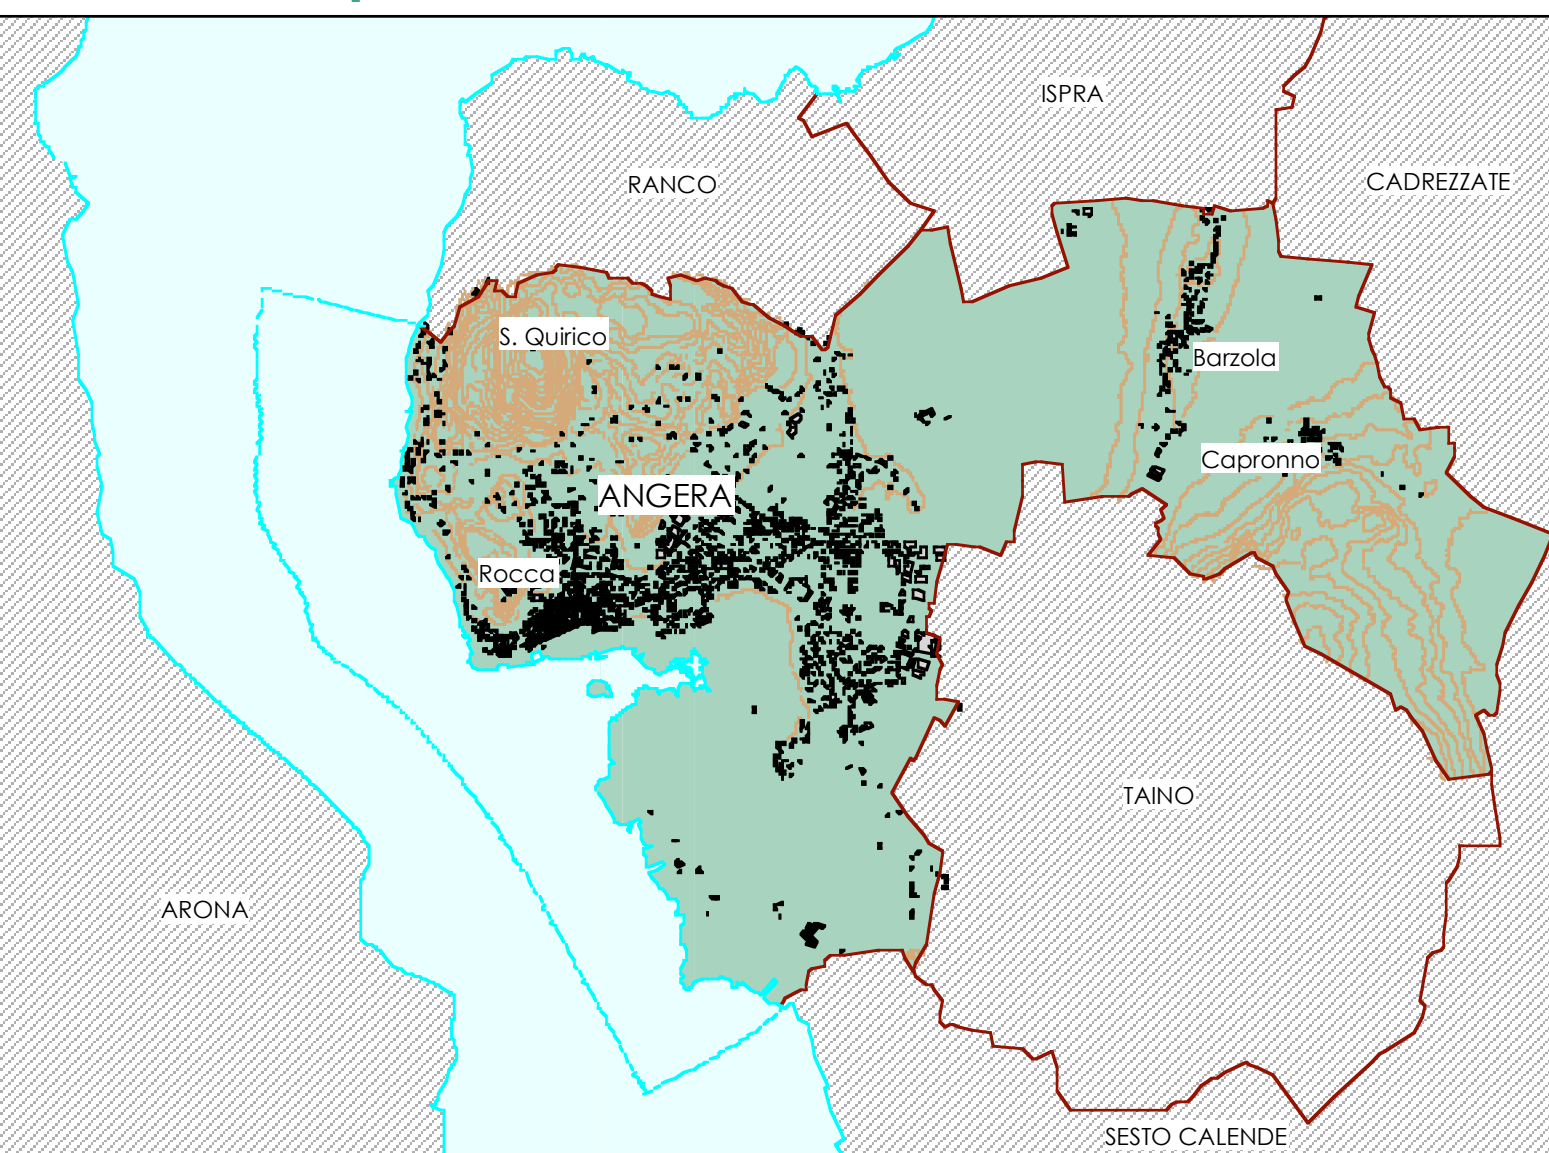 ISPRA
RANCO
CADREZZATE
S. Quirico
Barzola
Capronno
ANGERA
Rocca
TAINO
ARONA
SESTO CALENDE